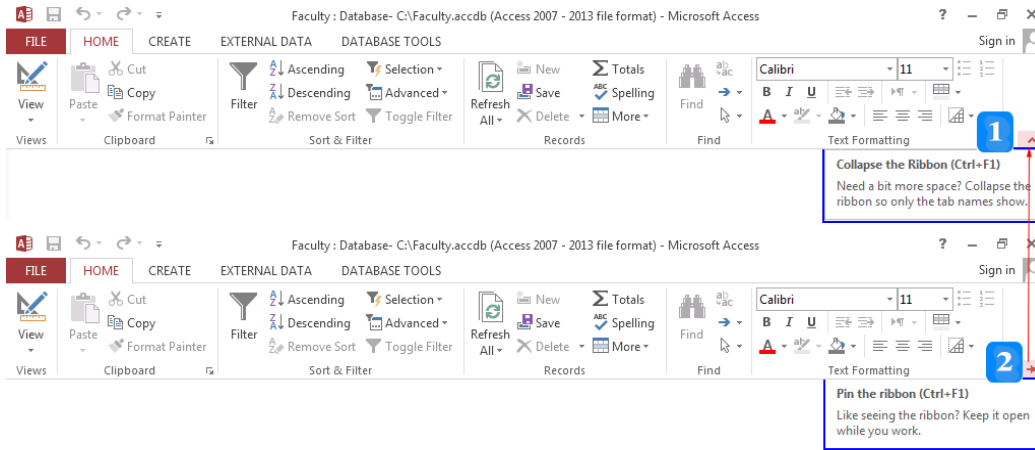 Faculty : Database- C:\Faculty.accdb (Access 2007 - 2013 file format) - Microsoft Access ?
FILE HOME CREATE EXTERNAL DATA DATABASE TOOLS Sign in
Cut Ascending Selection New Totals Calibri 11
Copy Descending Advanced Save Spelling B I U
View Paste Format Painter Filter Remove Sort Toggle Filter Refresh All Delete More Find A
Views Clipboard Sort & Filter Records Find Text Formatting 1
Collapse the Ribbon (Ctrl+F1)
Need a bit more space? Collapse the
ribbon so only the tab names show.
Faculty : Database- C:\Faculty.accdb (Access 2007 - 2013 file format) - Microsoft Access ?
FILE HOME CREATE EXTERNAL DATA DATABASE TOOLS Sign in
Cut Ascending Selection New Totals Calibri 11
Copy Descending Advanced Save Spelling B I U
View Paste Format Painter Filter Remove Sort Toggle Filter Refresh All Delete More Find A
Views Clipboard Sort & Filter Records Find Text Formatting 2
Pin the ribbon (Ctrl+F1)
Like seeing the ribbon? Keep it open
while you work.